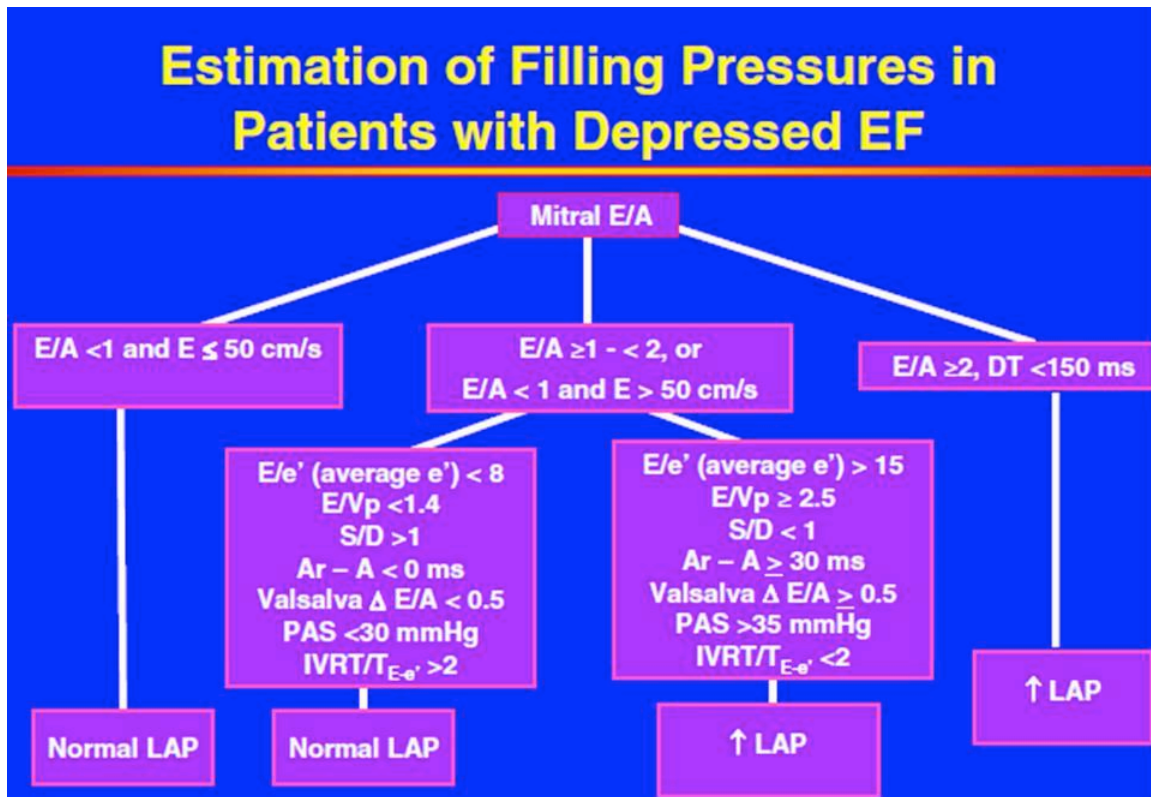 Estimation of Filling Pressures in
Patients with Depressed EF
Mitral E/A
E/A <1 and E ≤ 50 cm/s
E/A ≥1 - < 2, or
E/A < 1 and E > 50 cm/s
E/A ≥2, DT <150 ms
E/e’ (average e’) < 8
E/Vp <1.4
S/D >1
Ar – A < 0 ms
Valsalva Δ E/A < 0.5
PAS <30 mmHg
IVRT/T_E-e’ >2
E/e’ (average e’) > 15
E/Vp ≥ 2.5
S/D < 1
Ar – A ≥ 30 ms
Valsalva Δ E/A ≥ 0.5
PAS >35 mmHg
IVRT/T_E-e’ <2
Normal LAP
Normal LAP
↑ LAP
↑ LAP